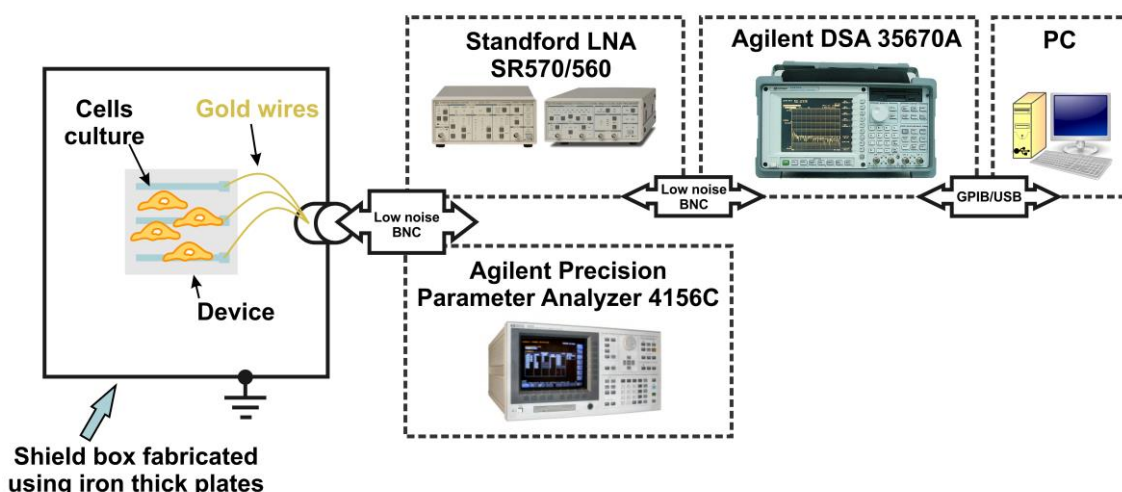 Standford LNA
SR570/560
Agilent DSA 35670A
PC
Cells
culture
Gold wires
Low noise
BNC
Low noise
BNC
GPIB/USB
Device
Agilent Precision
Parameter Analyzer 4156C
Shield box fabricated
using iron thick plates